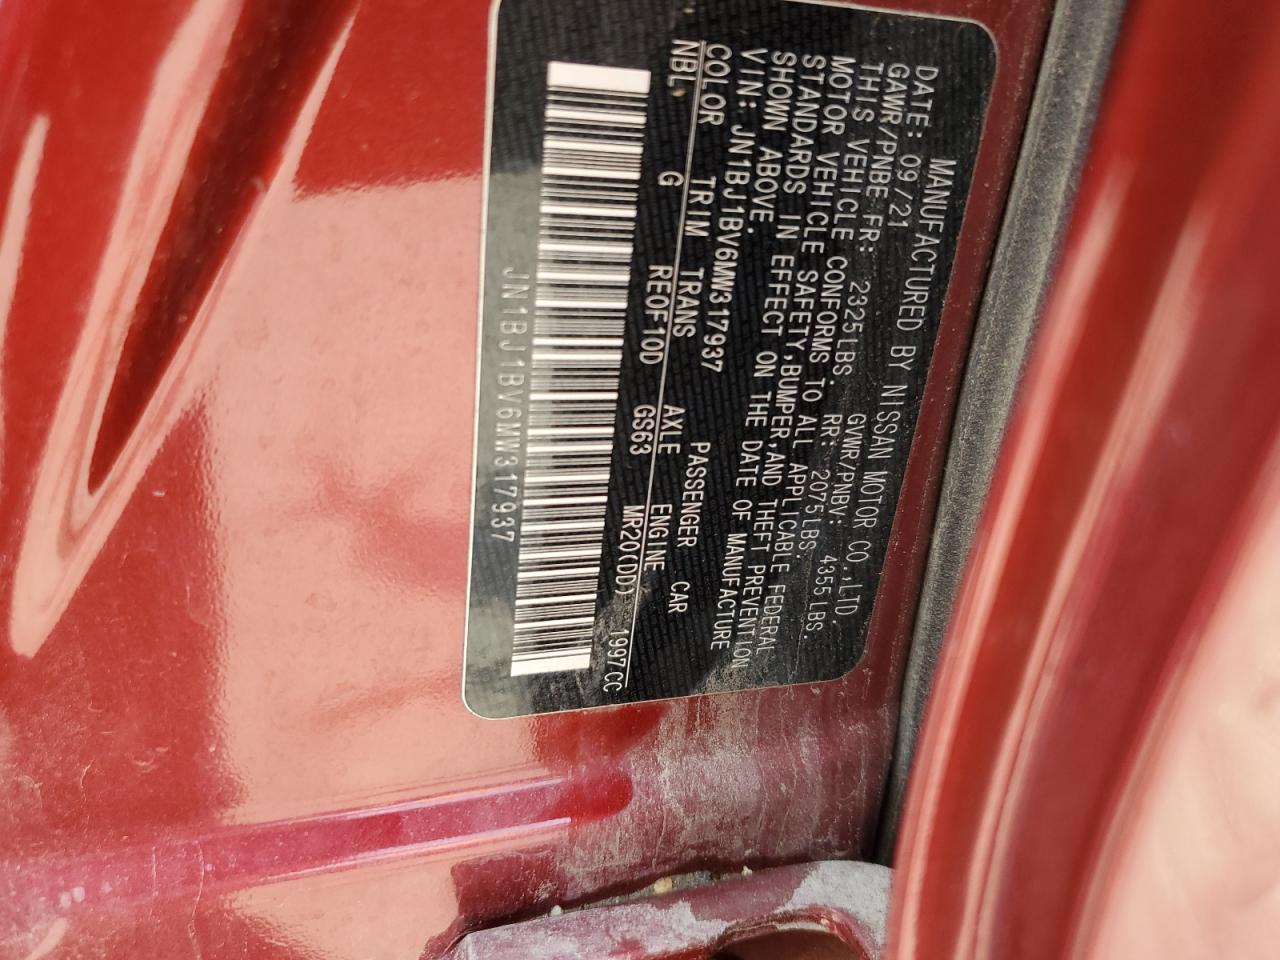 MANUFACTURED BY NISSAN MOTOR CO.,LTD.
DATE: 09/21 GVWR/PNBV: 4355LBS.
GAWR/PNBE FR: 2325LBS. RR: 2075LBS.
THIS VEHICLE CONFORMS TO ALL APPLICABLE FEDERAL
MOTOR VEHICLE SAFETY,BUMPER,AND THEFT PREVENTION
STANDARDS IN EFFECT ON THE DATE OF MANUFACTURE
SHOWN ABOVE.
VIN: JN1BJ1BV6MW317937 PASSENGER CAR
COLOR TRIM TRANS AXLE ENGINE
NBL G RE0F10D GS63 MR20(DD) 1997CC
JN1BJ1BV6MW317937